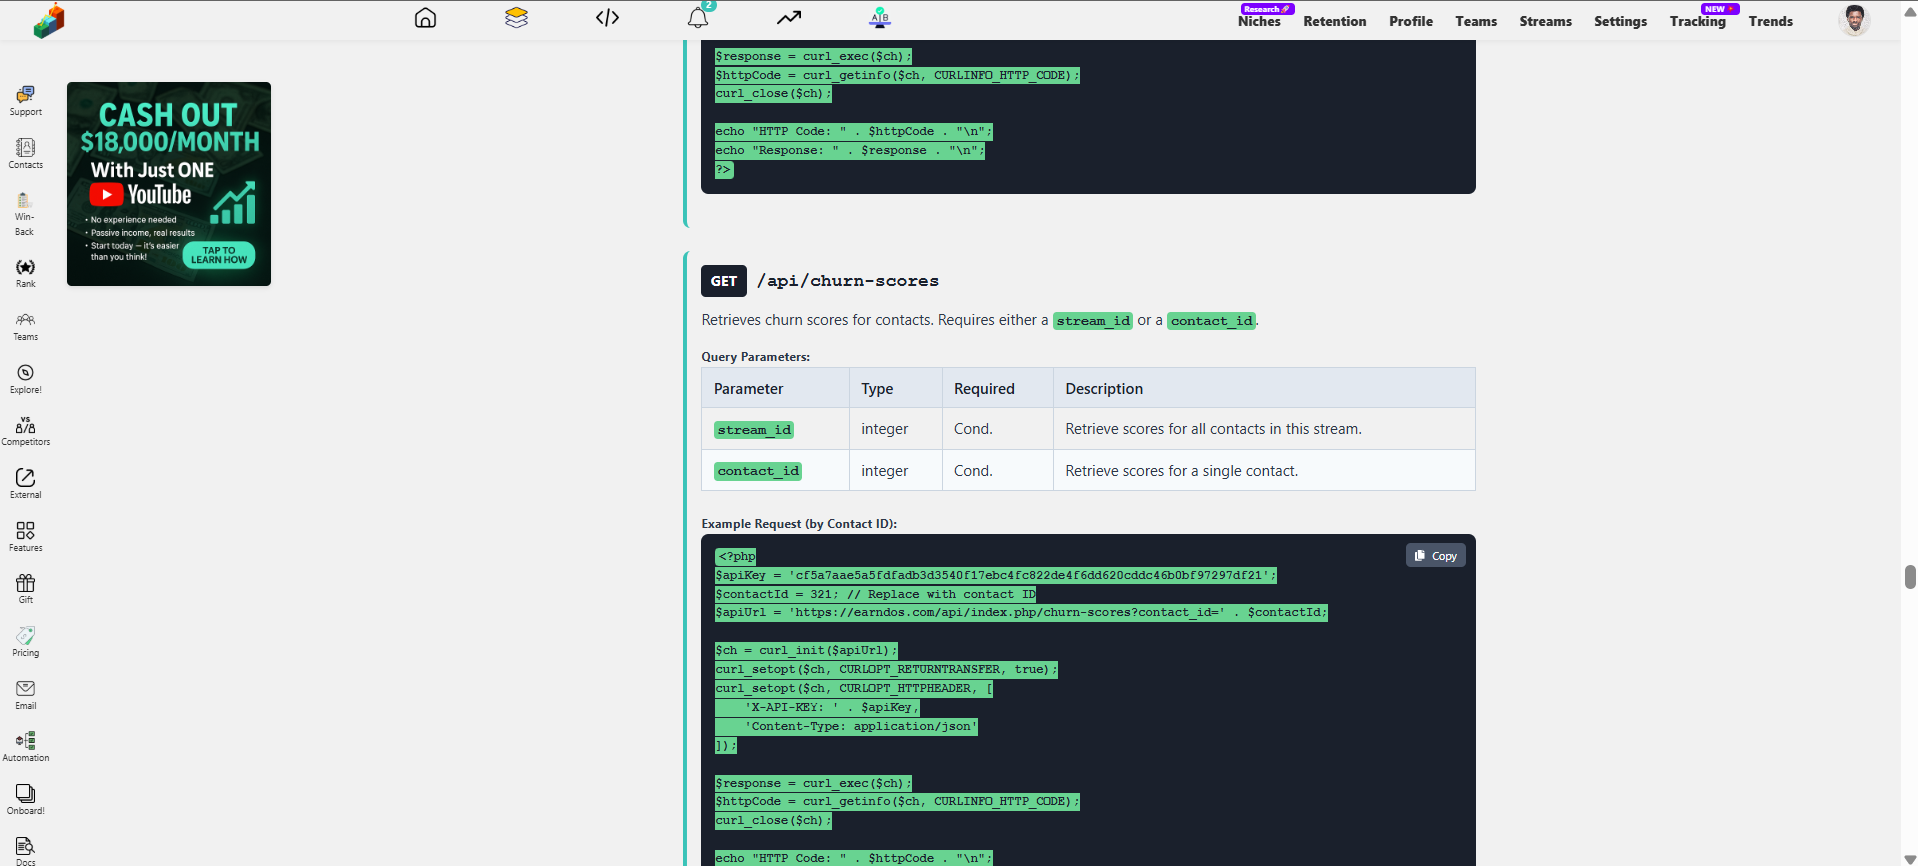 2
Research
Niches
Retention
Profile
Teams
Streams
Settings
NEW
Tracking
Trends
Support
Contacts
Win-
Back
Rank
Teams
Explore!
VS
Competitors
External
Features
Gift
Pricing
Email
Automation
Onboard!
Docs
CASH OUT
$18,000/MONTH
With Just ONE
YouTube
• No experience needed
• Passive income, real results
• Start today — it's easier
than you think!
TAP TO
LEARN HOW
$response = curl_exec($ch);
$httpCode = curl_getinfo($ch, CURLINFO_HTTP_CODE);
curl_close($ch);
echo "HTTP Code: " . $httpCode . "\n";
echo "Response: " . $response . "\n";
?>
GET /api/churn-scores
Retrieves churn scores for contacts. Requires either a stream_id or a contact_id.
Query Parameters:
Parameter Type Required Description
stream_id integer Cond. Retrieve scores for all contacts in this stream.
contact_id integer Cond. Retrieve scores for a single contact.
Example Request (by Contact ID):
Copy
<?php
$apiKey = 'cf5a7aae5a5fdfadb3d3540f17ebc4fc822de4f6dd620cddc46b0bf97297df21';
$contactId = 321; // Replace with contact ID
$apiUrl = 'https://earndos.com/api/index.php/churn-scores?contact_id=' . $contactId;
$ch = curl_init($apiUrl);
curl_setopt($ch, CURLOPT_RETURNTRANSFER, true);
curl_setopt($ch, CURLOPT_HTTPHEADER, [
    'X-API-KEY: ' . $apiKey,
    'Content-Type: application/json'
]);
$response = curl_exec($ch);
$httpCode = curl_getinfo($ch, CURLINFO_HTTP_CODE);
curl_close($ch);
echo "HTTP Code: " . $httpCode . "\n";